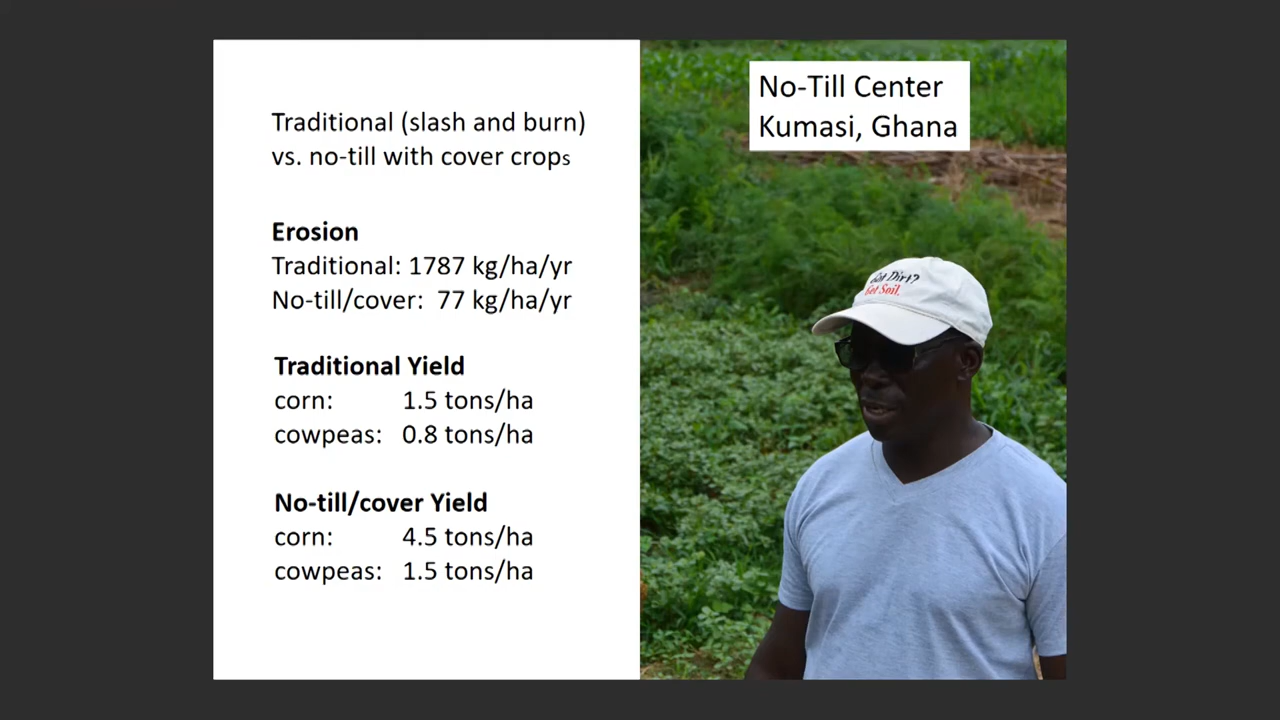 Traditional (slash and burn)
vs. no-till with cover crops
Erosion
Traditional: 1787 kg/ha/yr
No-till/cover: 77 kg/ha/yr
Traditional Yield
corn: 1.5 tons/ha
cowpeas: 0.8 tons/ha
No-till/cover Yield
corn: 4.5 tons/ha
cowpeas: 1.5 tons/ha
No-Till Center
Kumasi, Ghana
Got Dirt?
Get Soil.